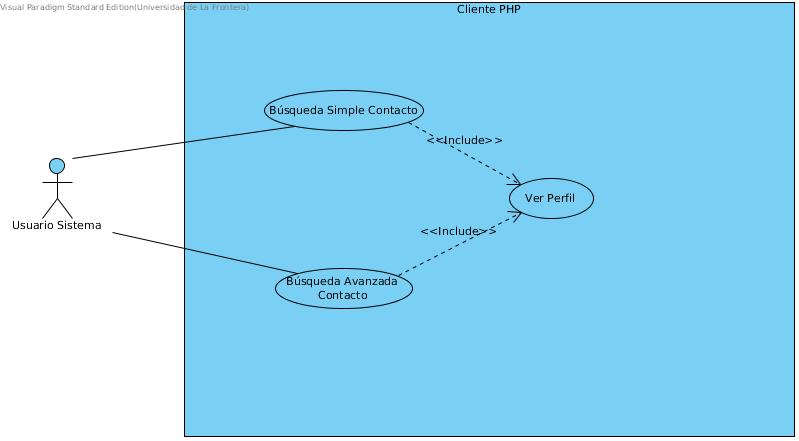 Visual Paradigm Standard Edition(Universidad de La Frontera)
Cliente PHP
Búsqueda Simple Contacto
<<Include>>
Ver Perfil
Usuario Sistema
<<Include>>
Búsqueda Avanzada
Contacto